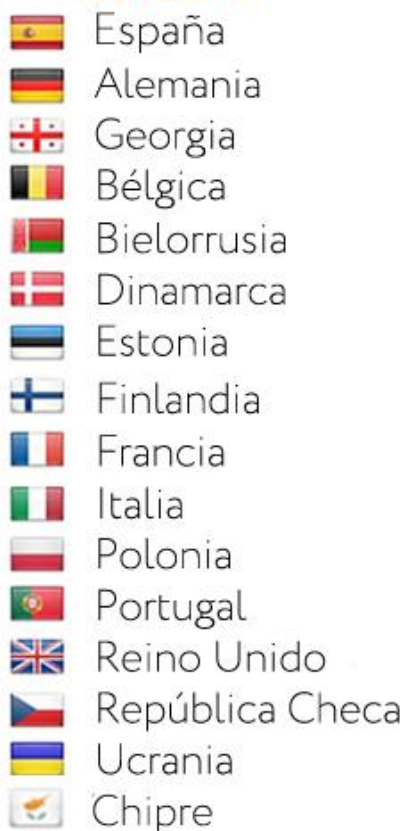 España
Alemania
Georgia
Bélgica
Bielorrusia
Dinamarca
Estonia
Finlandia
Francia
Italia
Polonia
Portugal
Reino Unido
República Checa
Ucrania
Chipre